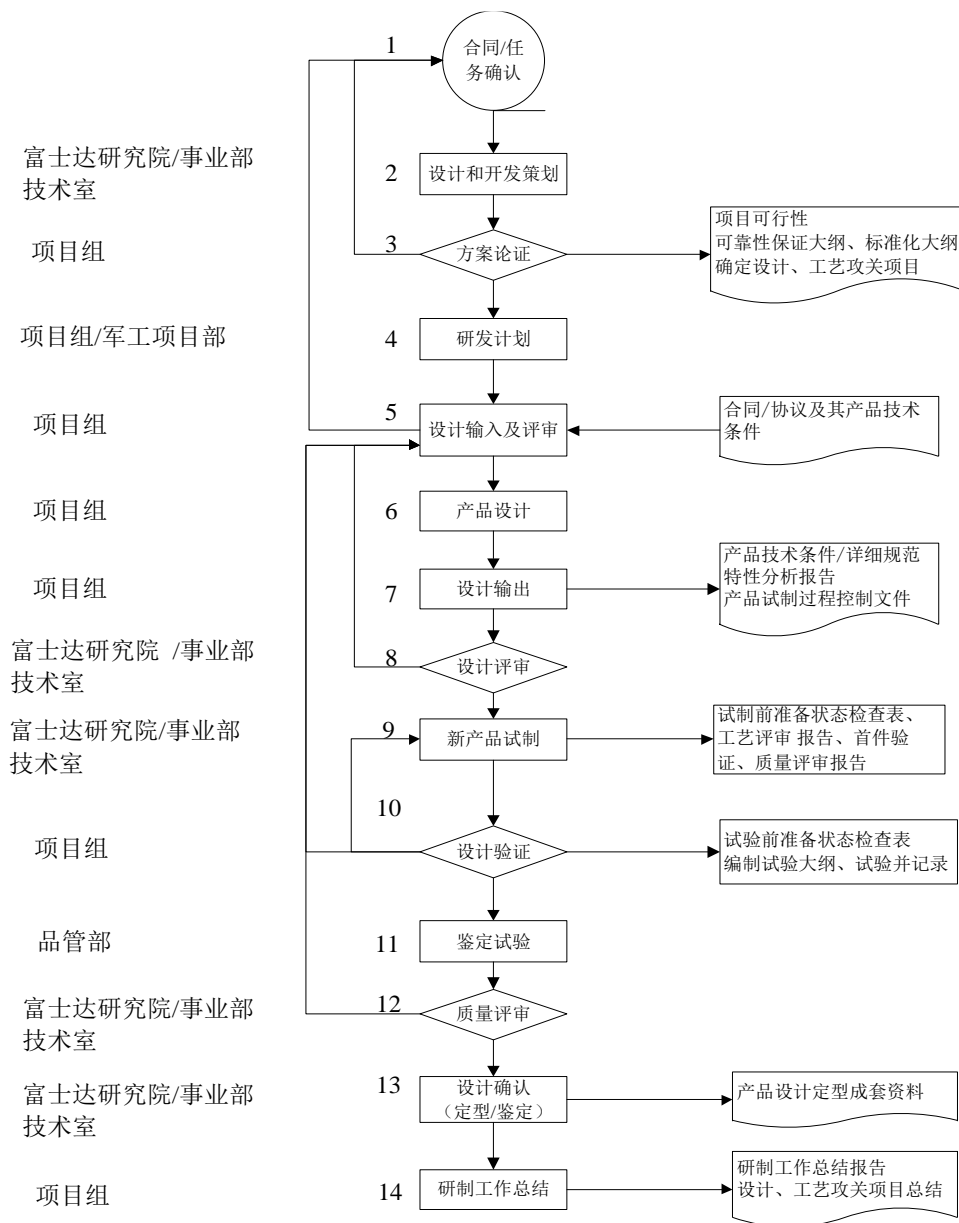 1
合同/任
务确认
富士达研究院/事业部
技术室
2
设计和开发策划
项目组
3
方案论证
项目可行性
可靠性保证大纲、标准化大纲
确定设计、工艺攻关项目
项目组/军工项目部
4
研发计划
项目组
5
设计输入及评审
合同/协议及其产品技术
条件
项目组
6
产品设计
项目组
7
设计输出
产品技术条件/详细规范
特性分析报告
产品试制过程控制文件
富士达研究院 /事业部
技术室
8
设计评审
富士达研究院/事业部
技术室
9
新产品试制
试制前准备状态检查表、
工艺评审 报告、首件验
证、质量评审报告
10
项目组
设计验证
试验前准备状态检查表
编制试验大纲、试验并记录
品管部
11
鉴定试验
富士达研究院/事业部
技术室
12
质量评审
富士达研究院/事业部
技术室
13
设计确认
（定型/鉴定）
产品设计定型成套资料
项目组
14
研制工作总结
研制工作总结报告
设计、工艺攻关项目总结